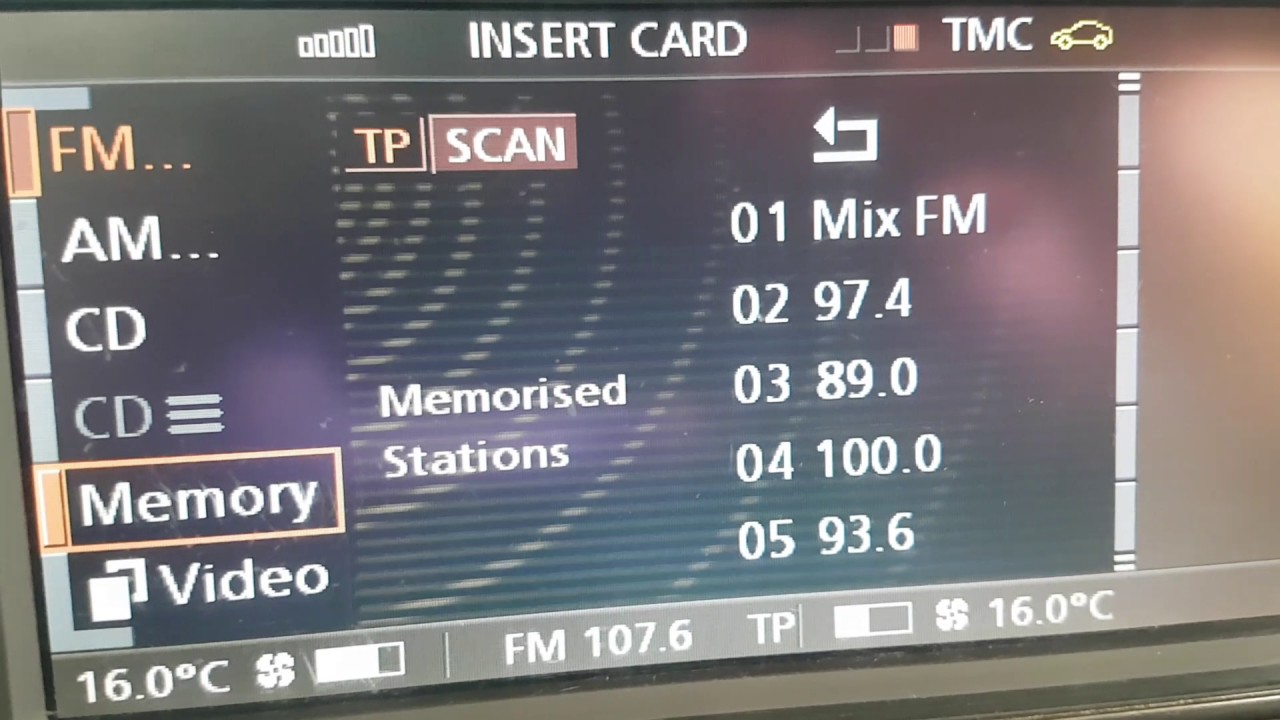 INSERT CARD TMC
FM...
TP SCAN
AM...
01 Mix FM
CD
02 97.4
CD
03 89.0
Memorised
Stations
04 100.0
Memory
05 93.6
Video
16.0°C FM 107.6 TP 16.0°C